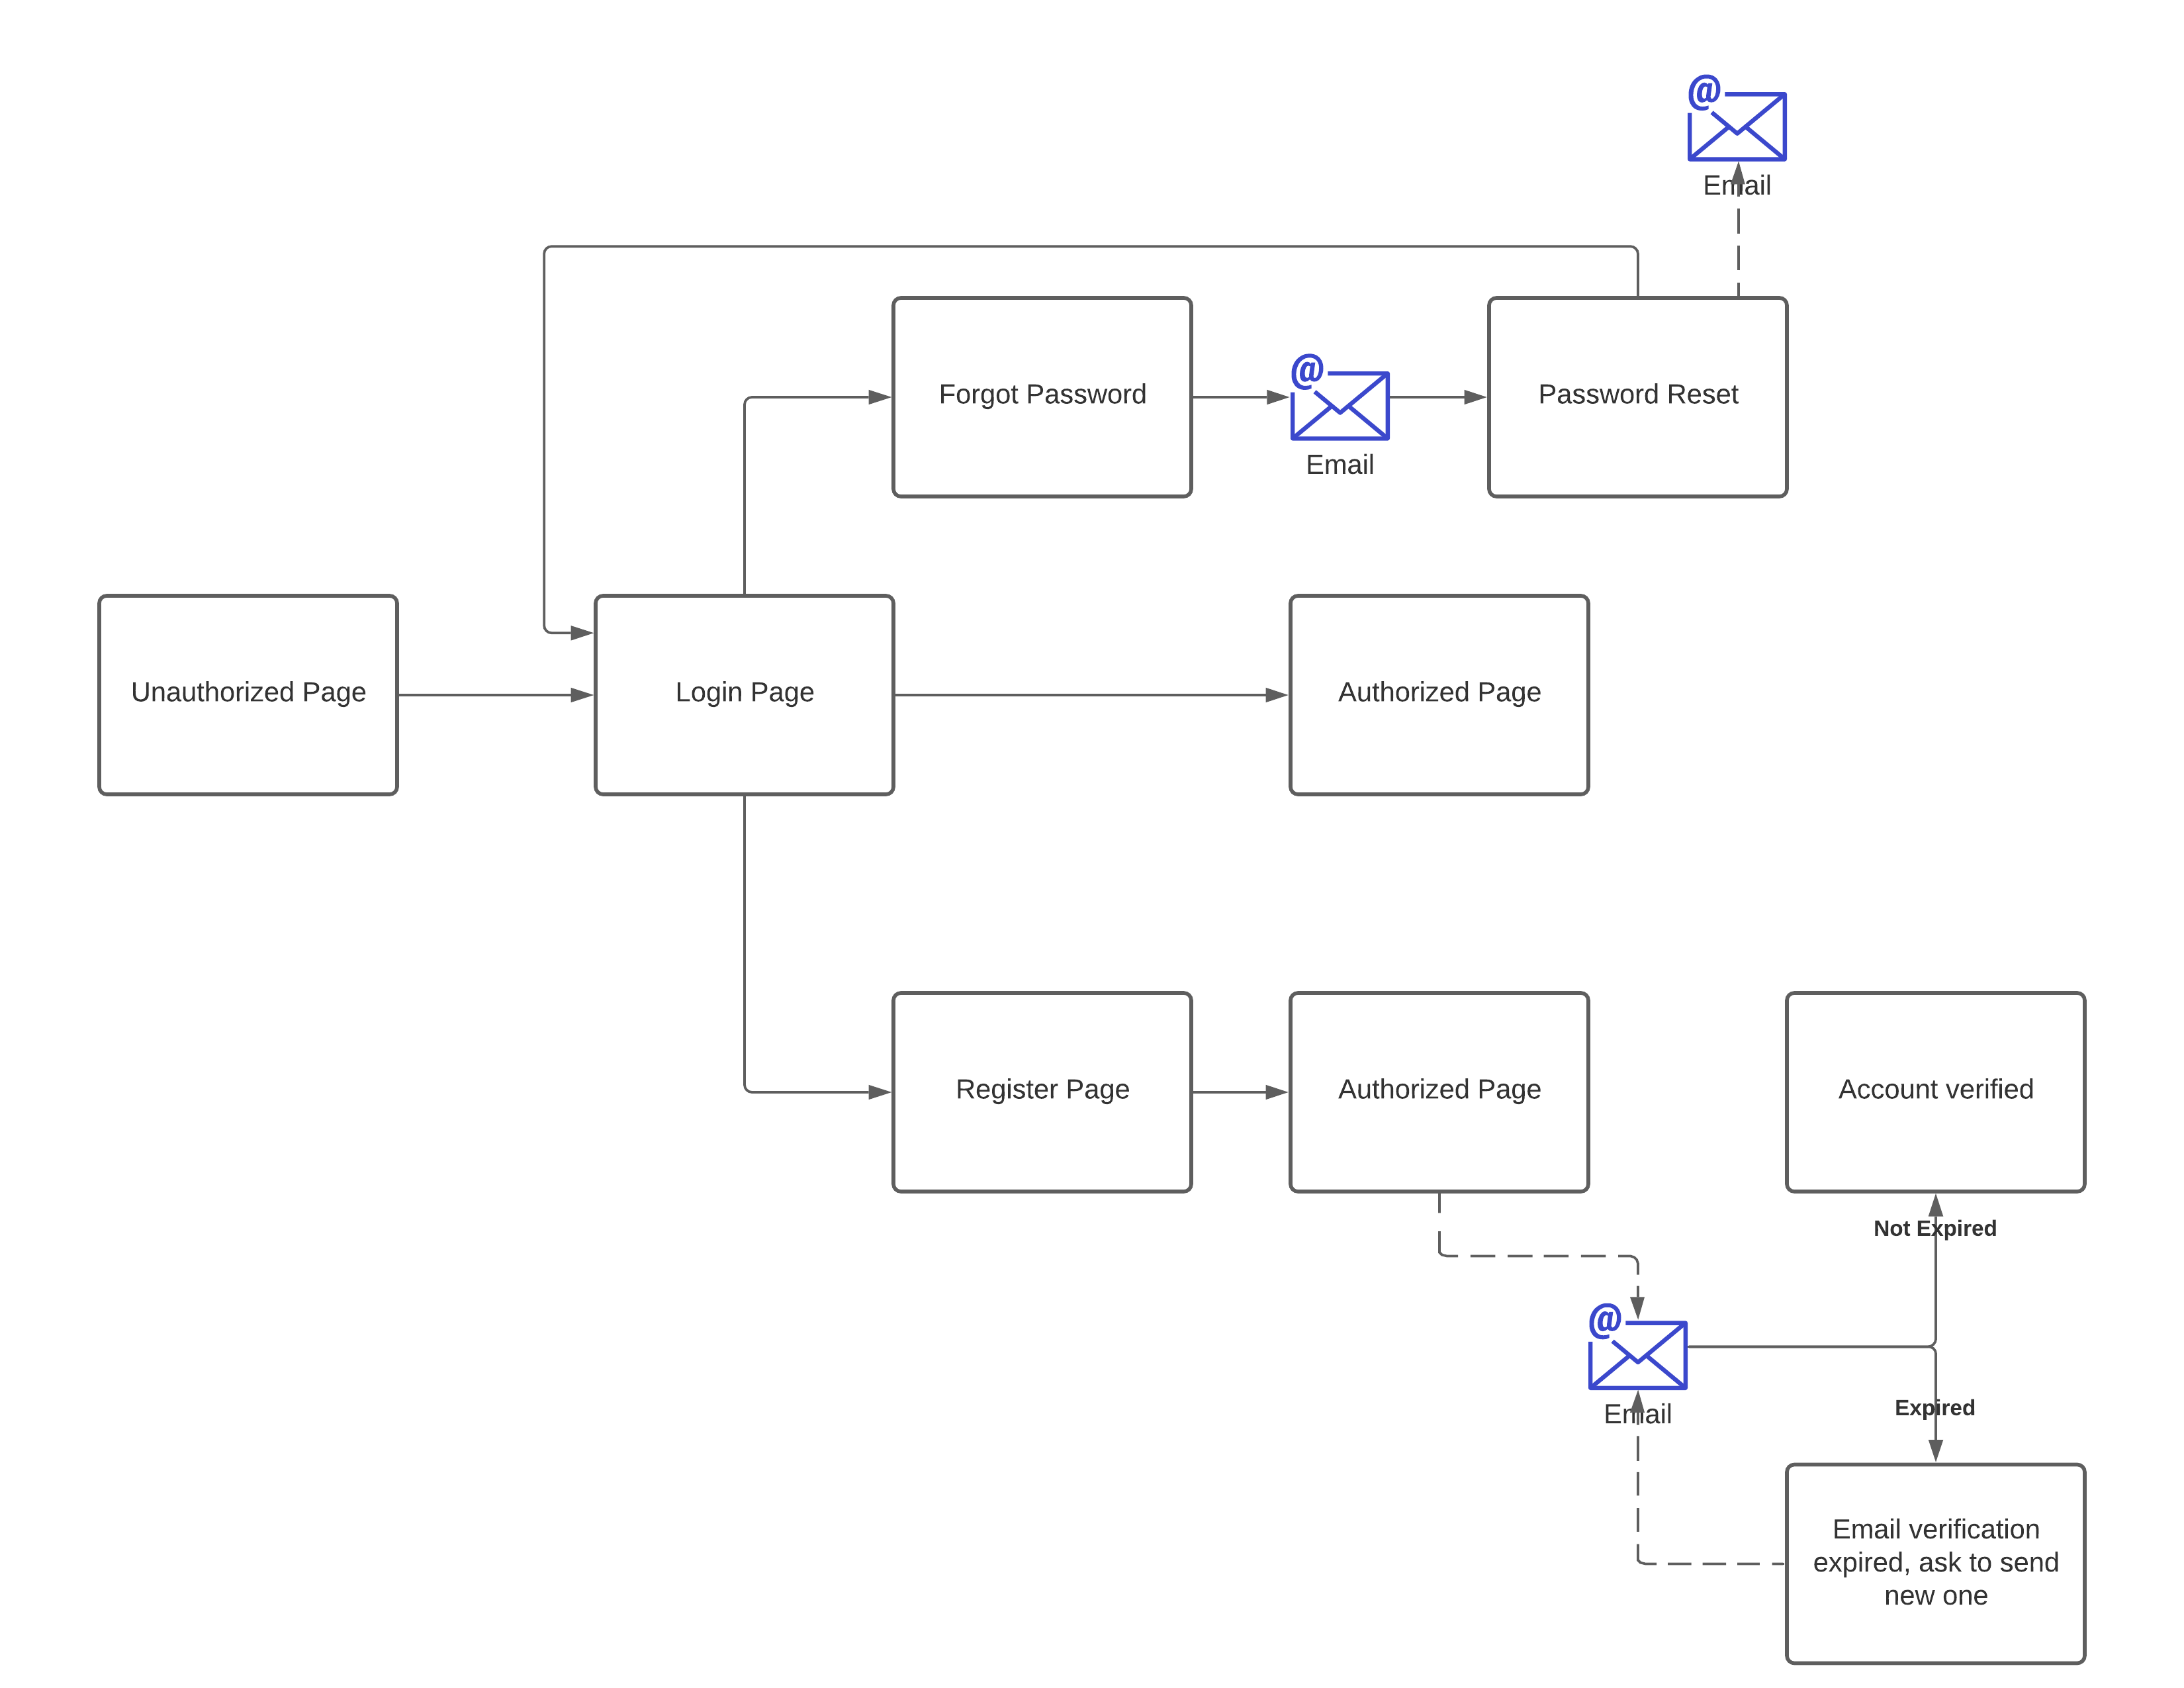 @
Email
Forgot Password
@
Email
Password Reset
Unauthorized Page
Login Page
Authorized Page
Register Page
Authorized Page
Account verified
Not Expired
@
Email
Expired
Email verification
expired, ask to send
new one